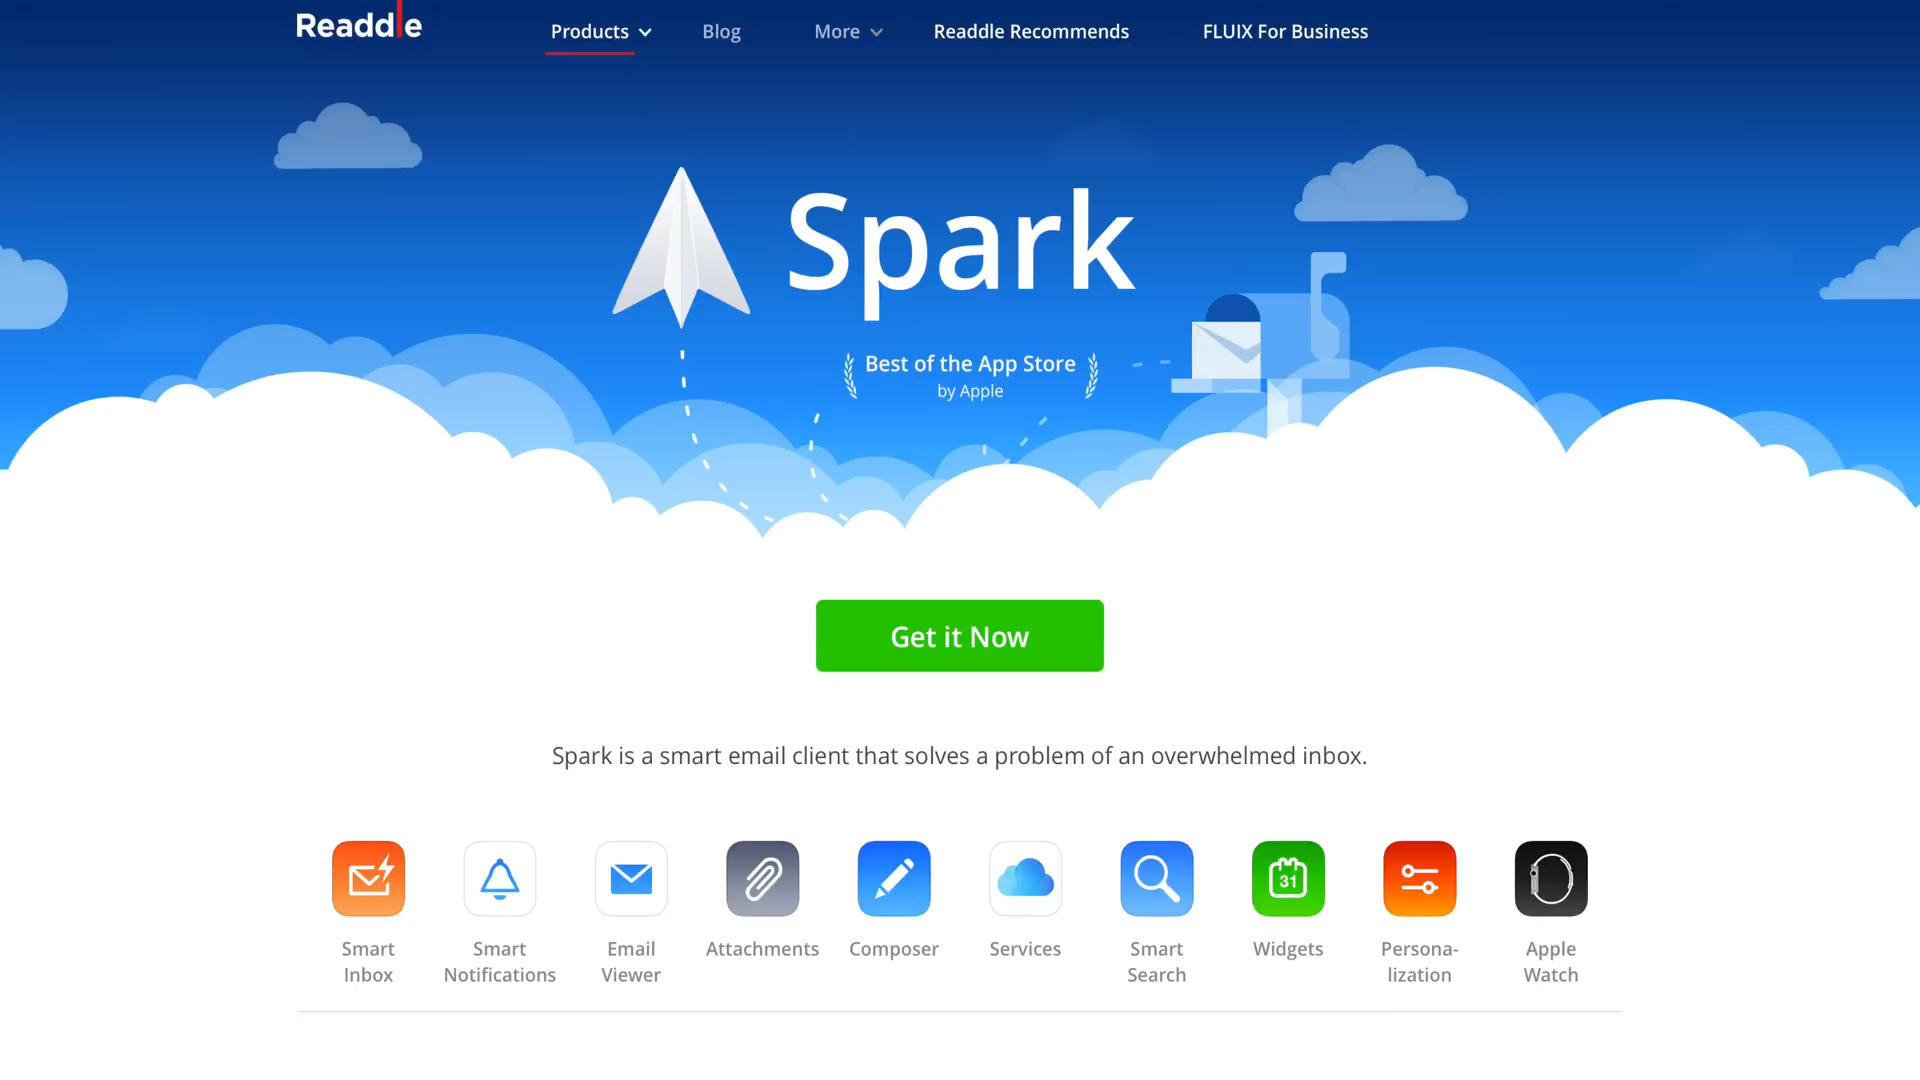 Readdle
Products
Blog
More
Readdle Recommends
FLUIX For Business
Spark
Best of the App Store
by Apple
Get it Now
Spark is a smart email client that solves a problem of an overwhelmed inbox.
31
Smart
Inbox
Smart
Notifications
Email
Viewer
Attachments
Composer
Services
Smart
Search
Widgets
Persona-
lization
Apple
Watch